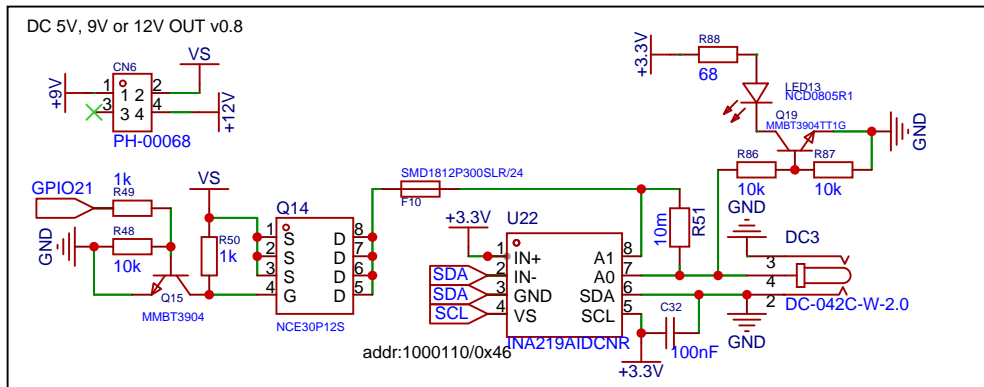 DC 5V, 9V or 12V OUT v0.8
CN6
VS
+9V
1
1 2
2
3
3 4
4
+12V
PH-00068
+3.3V
R88
68
LED13
NCD0805R1
Q19
MMBT3904TT1G
GND
R86
10k
R87
10k
GPIO21
1k
R49
GND
R48
10k
Q15
MMBT3904
VS
R50
1k
Q14
1
S
D
8
2
S
D
7
3
S
D
6
4
G
D
5
NCE30P12S
SMD1812P300SLR/24
F10
+3.3V
U22
1
IN+
A1
8
SDA
2
IN-
A0
7
SDA
3
GND
SDA
6
SCL
4
VS
SCL
5
INA219AIDCNR
addr:1000110/0x46
10m
R51
C32
100nF
+3.3V
GND
DC3
3
4
2
DC-042C-W-2.0
GND